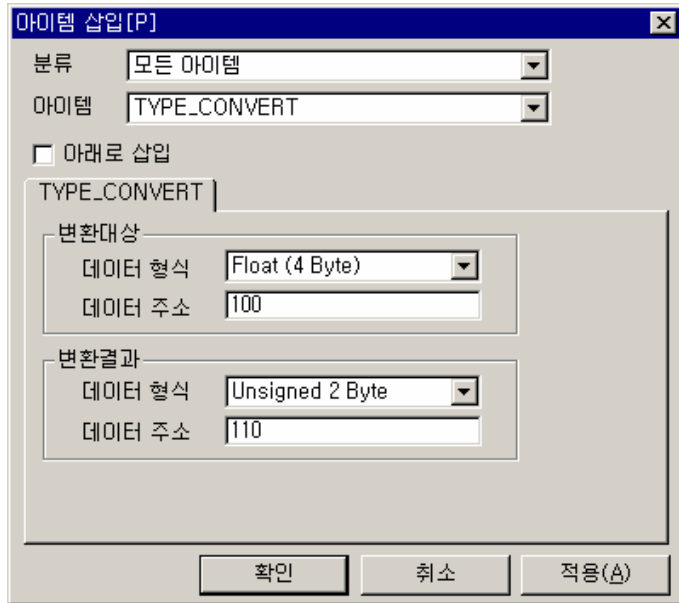 아이템 삽입[P]
분류 모든 아이템
아이템 TYPE_CONVERT
아래로 삽입
TYPE_CONVERT
변환대상
데이터 형식 Float (4 Byte)
데이터 주소 100
변환결과
데이터 형식 Unsigned 2 Byte
데이터 주소 110
확인 취소 적용(A)